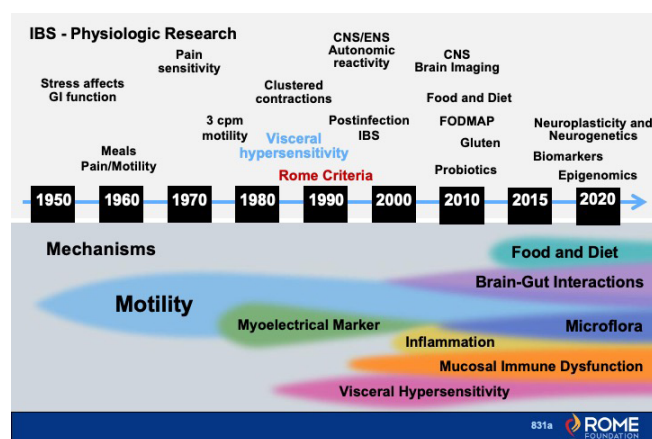 IBS - Physiologic Research
Stress affects
GI function
Meals
Pain/Motility
Pain
sensitivity
3 cpm
motility
Clustered
contractions
Visceral
hypersensitivity
Rome Criteria
CNS/ENS
Autonomic
reactivity
Postinfection
IBS
CNS
Brain Imaging
Food and Diet
FODMAP
Gluten
Probiotics
Neuroplasticity and
Neurogenetics
Biomarkers
Epigenomics
1950 1960 1970 1980 1990 2000 2010 2015 2020
Mechanisms
Food and Diet
Brain-Gut Interactions
Motility
Myoelectrical Marker
Microflora
Inflammation
Mucosal Immune Dysfunction
Visceral Hypersensitivity
831a
ROME
FOUNDATION